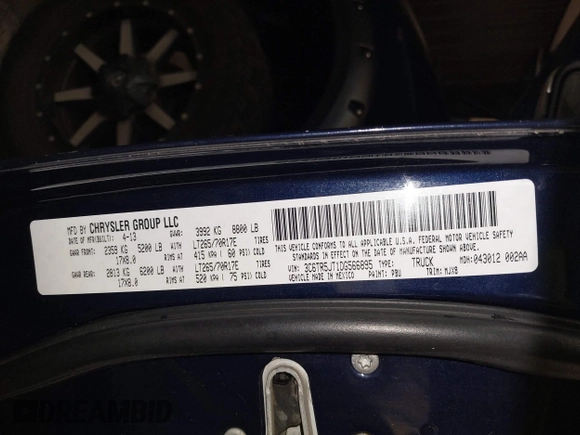 MFD BY CHRYSLER GROUP LLC
DATE OF MFR(BUILT): 4-13 GVWR: 3992 KG 8800 LB
GAWR FRONT: 2359 KG 5200 LB WITH LT265/70R17E TIRES
17X8.0 RIMS AT 415 KPA ( 60 PSI) COLD
GAWR REAR: 2813 KG 6200 LB WITH LT265/70R17E TIRES
17X8.0 RIMS AT 520 KPA ( 75 PSI) COLD
THIS VEHICLE CONFORMS TO ALL APPLICABLE U.S.A. FEDERAL MOTOR VEHICLE SAFETY
STANDARDS IN EFFECT ON THE DATE OF MANUFACTURE SHOWN ABOVE.
VIN: 3C6TR5JT1DG566895 TYPE: TRUCK MDH: 043012 002AA
VEHICLE MADE IN MEXICO PAINT: PBU TRIM: MJX8
DREAMBID